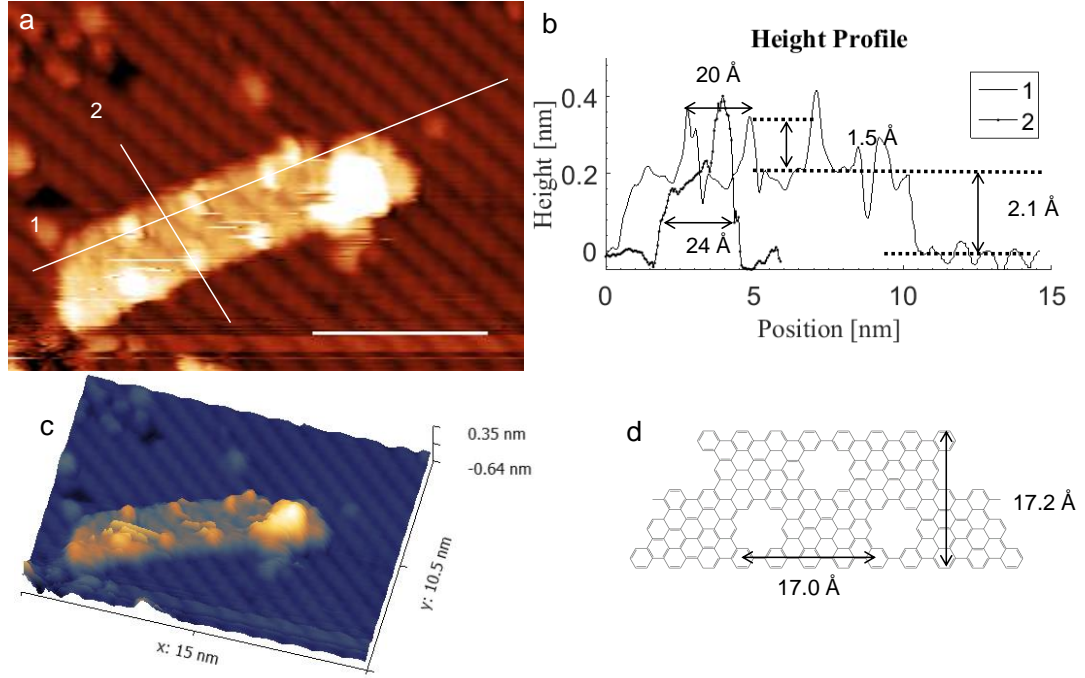 a
2
1
b
Height Profile
20 Å
1
2
1.5 Å
2.1 Å
24 Å
0.4
0.2
0
Height [nm]
0
5
10
15
Position [nm]
c
0.35 nm
-0.64 nm
y: 10.5 nm
x: 15 nm
d
17.2 Å
17.0 Å